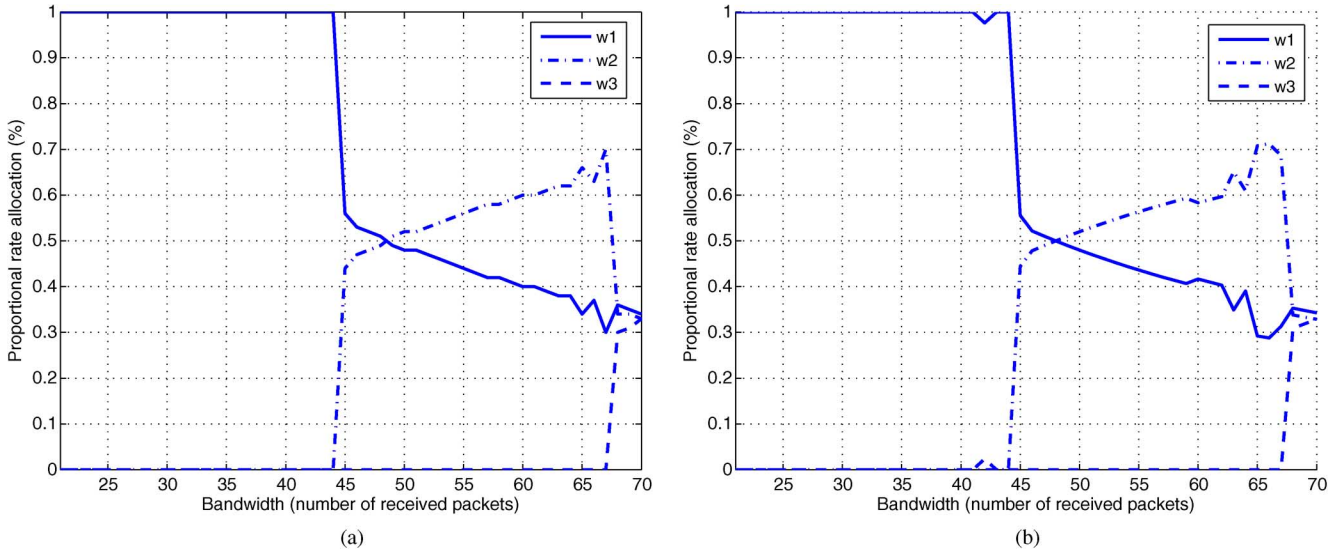 1
0.9
0.8
0.7
0.6
0.5
0.4
0.3
0.2
0.1
0
Proportional rate allocation (%)
w1
w2
w3
25 30 35 40 45 50 55 60 65 70
Bandwidth (number of received packets)
(a)
1
0.9
0.8
0.7
0.6
0.5
0.4
0.3
0.2
0.1
0
Proportional rate allocation (%)
w1
w2
w3
25 30 35 40 45 50 55 60 65 70
Bandwidth (number of received packets)
(b)